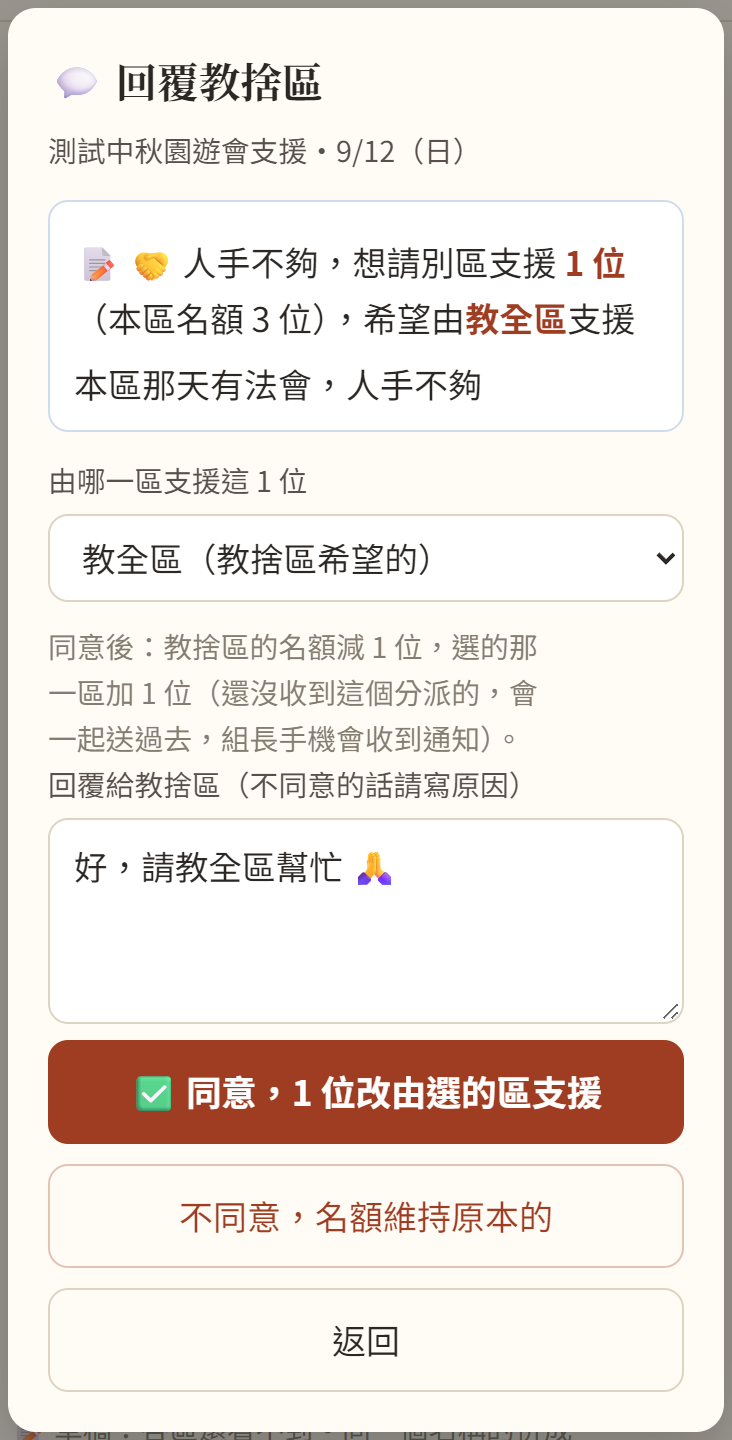 💬 回覆教捨區
測試中秋園遊會支援・9/12（日）
📝 🤝 人手不夠，想請別區支援 1 位
（本區名額 3 位），希望由教全區支援
本區那天有法會，人手不夠
由哪一區支援這 1 位
教全區（教捨區希望的）
同意後：教捨區的名額減 1 位，選的那
一區加 1 位（還沒收到這個分派的，會
一起送過去，組長手機會收到通知）。
回覆給教捨區（不同意的話請寫原因）
好，請教全區幫忙 🙏
✅ 同意，1 位改由選的區支援
不同意，名額維持原本的
返回